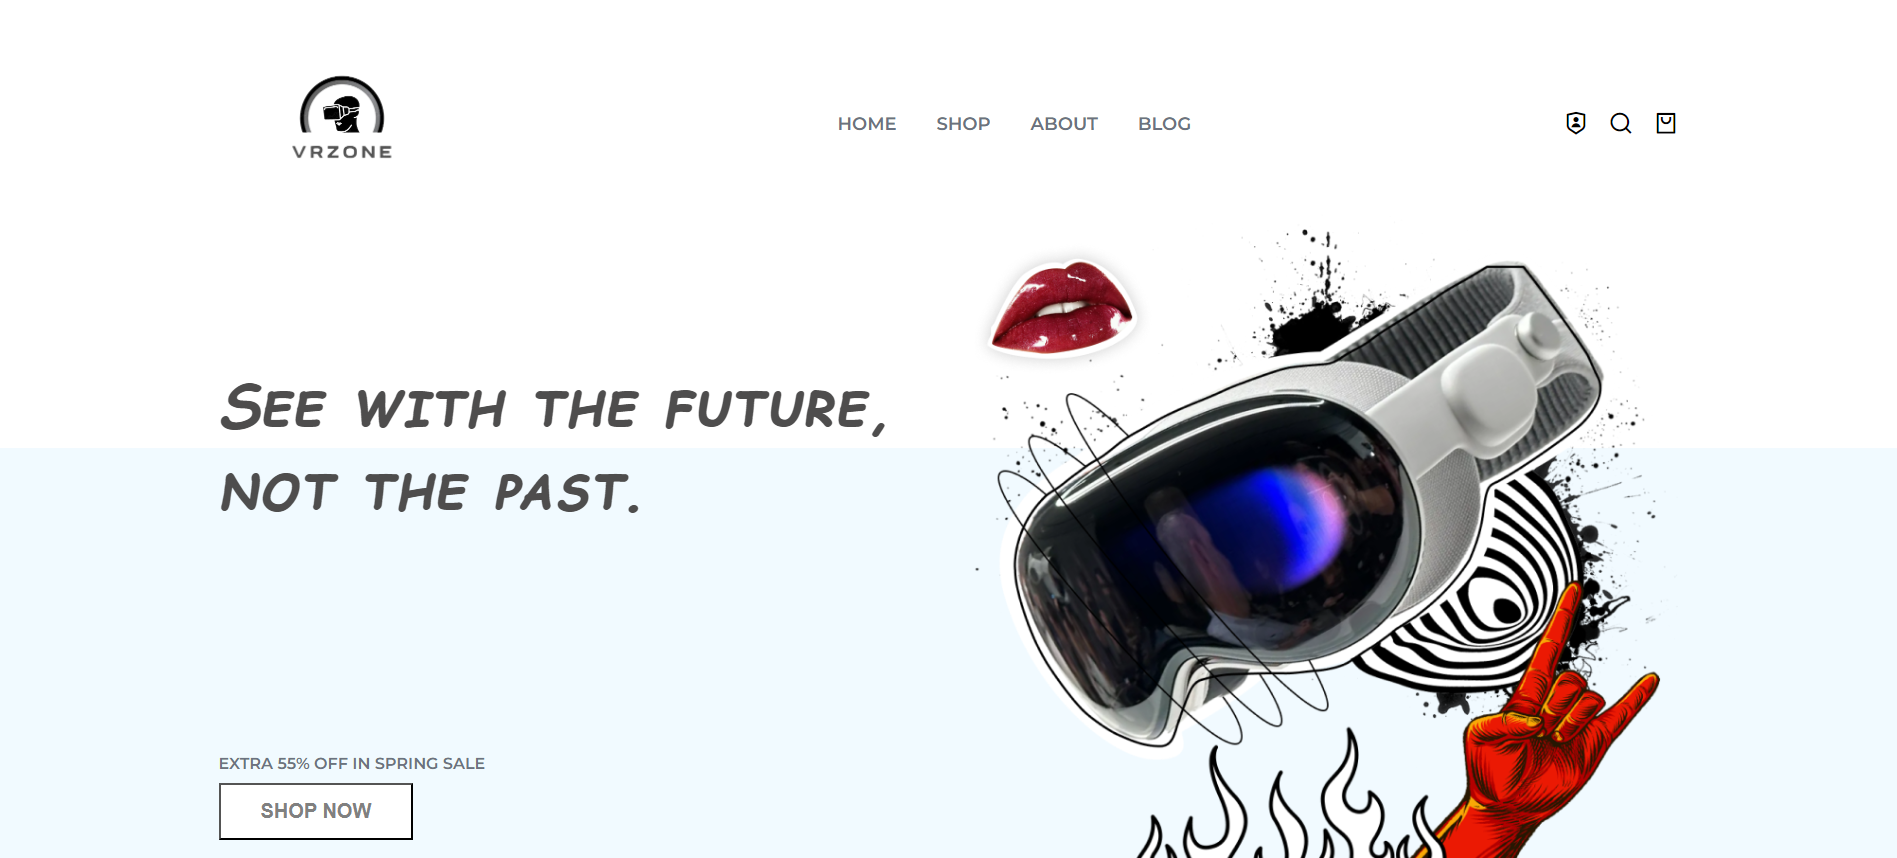 VRZONE
HOME SHOP ABOUT BLOG
See with the future,
not the past.
EXTRA 55% OFF IN SPRING SALE
SHOP NOW